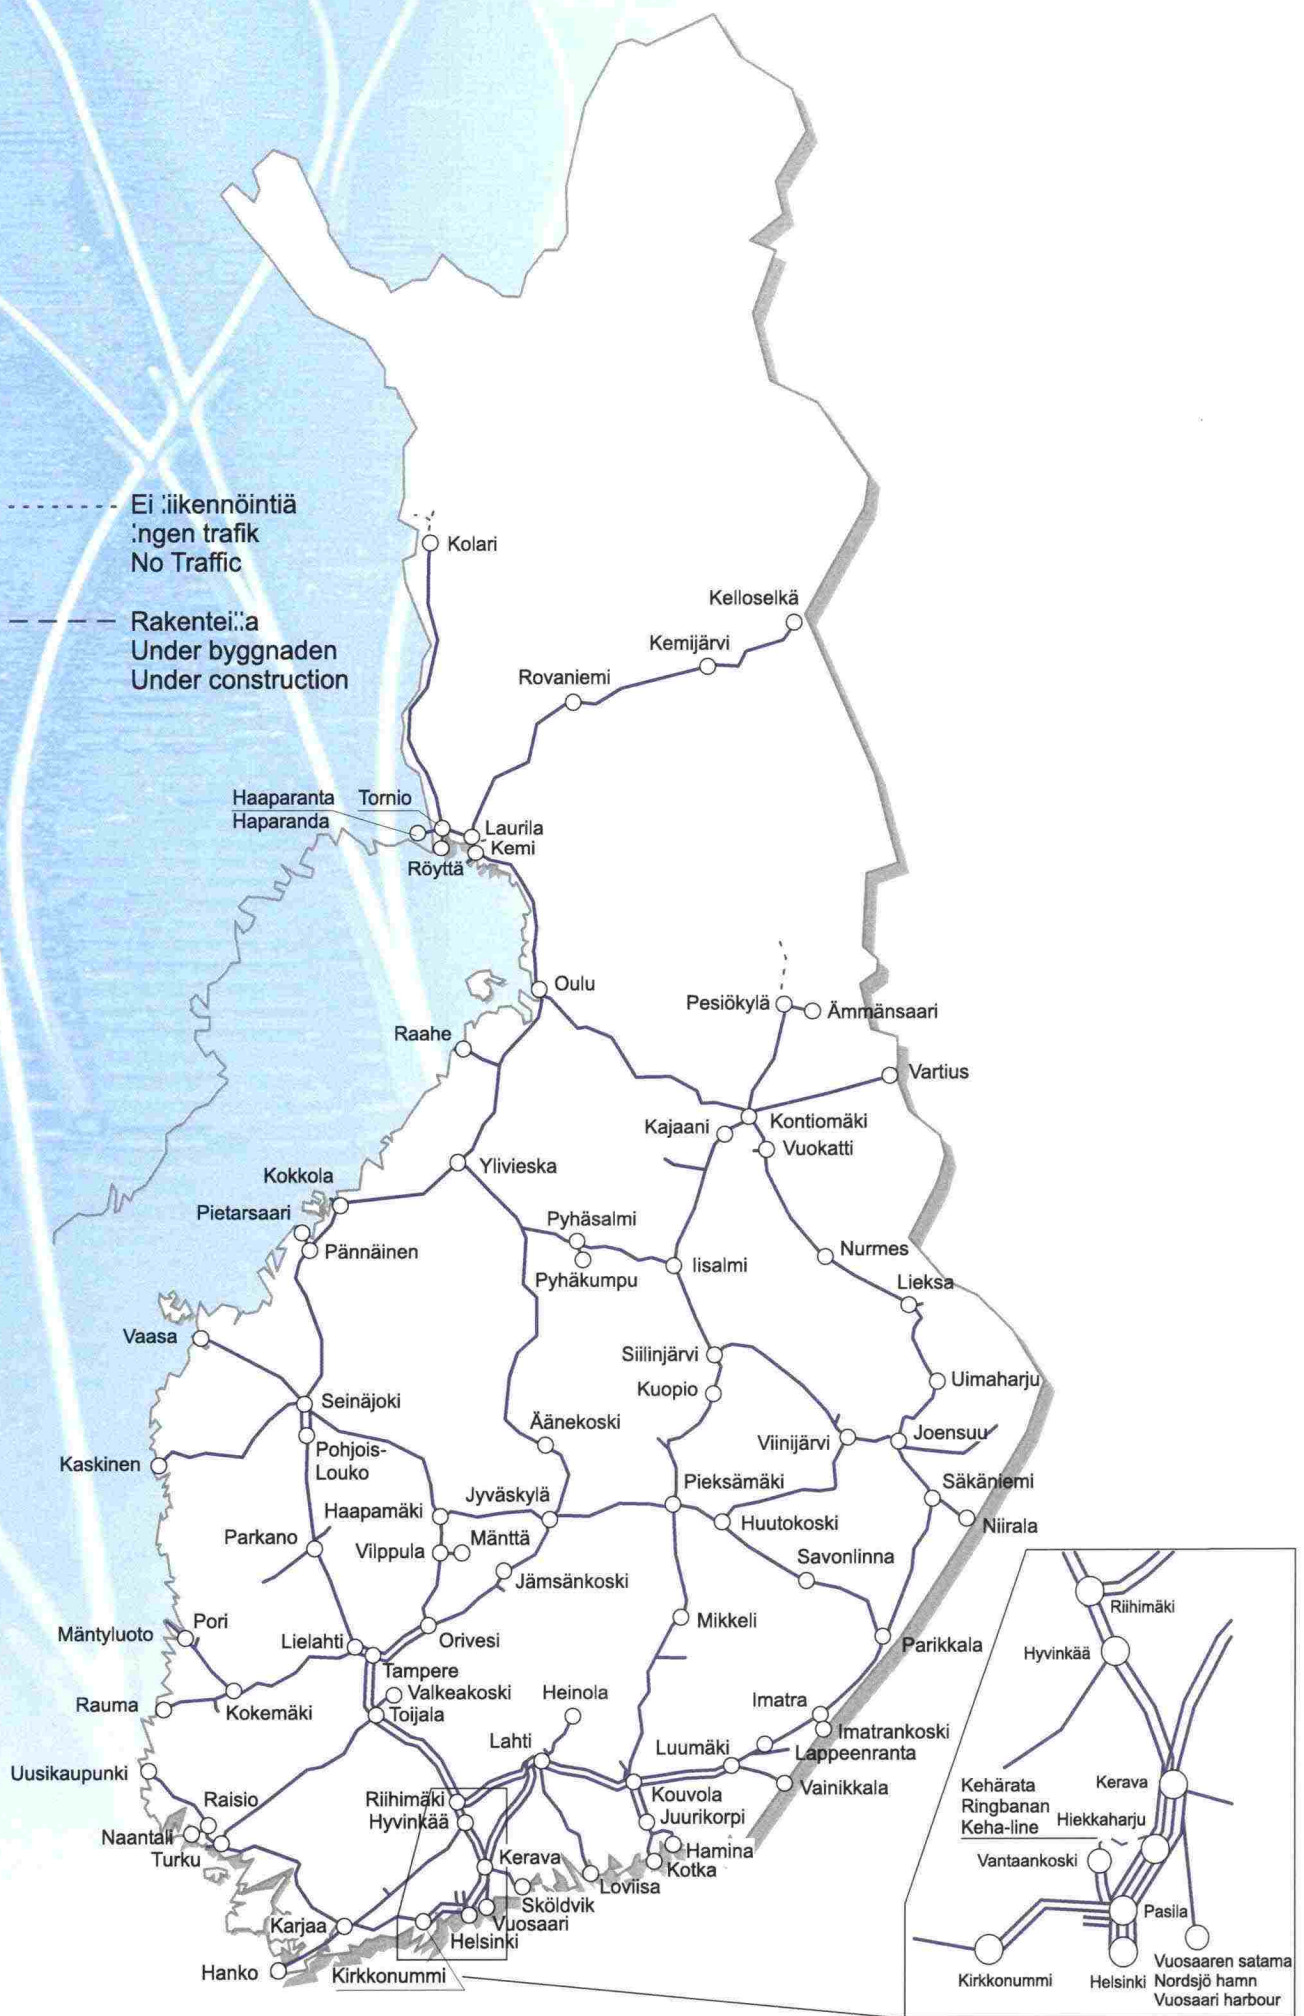 Ei liikennöintiä
Ingen trafik
No Traffic
Rakenteilla
Under byggnaden
Under construction
Kolari
Kelloselkä
Kemijärvi
Rovaniemi
Haaparanta
Haparanda
Tornio
Laurila
Kemi
Röyttä
Oulu
Pesiökylä
Ämmänsaari
Raahe
Vartius
Kontiomäki
Kajaani
Vuokatti
Ylivieska
Kokkola
Pietarsaari
Pännäinen
Pyhäsalmi
Pyhäkumpu
Iisalmi
Nurmes
Lieksa
Vaasa
Siilinjärvi
Kuopio
Uimaharju
Seinäjoki
Äänekoski
Viinijärvi
Joensuu
Pohjois-
Louko
Kaskinen
Pieksämäki
Säkäniemi
Jyväskylä
Haapamäki
Huutokoski
Niirala
Parkano
Vilppula
Mänttä
Savonlinna
Jämsänkoski
Mikkeli
Pori
Mäntyluoto
Lielahti
Orivesi
Parikkala
Tampere
Valkeakoski
Heinola
Rauma
Kokemäki
Toijala
Imatra
Imatrankoski
Lahti
Luumäki
Lappeenranta
Uusikaupunki
Vainikkala
Kouvola
Raisio
Riihimäki
Hyvinkää
Juurikorpi
Naantali
Turku
Hamina
Kotka
Kerava
Loviisa
Sköldvik
Vuosaari
Karjaa
Helsinki
Hanko
Kirkkonummi
Riihimäki
Hyvinkää
Kerava
Kehärata
Ringbanan
Keha-line
Hiekkaharju
Vantaankoski
Pasila
Kirkkonummi
Helsinki
Vuosaaren satama
Nordsjö hamn
Vuosaari harbour